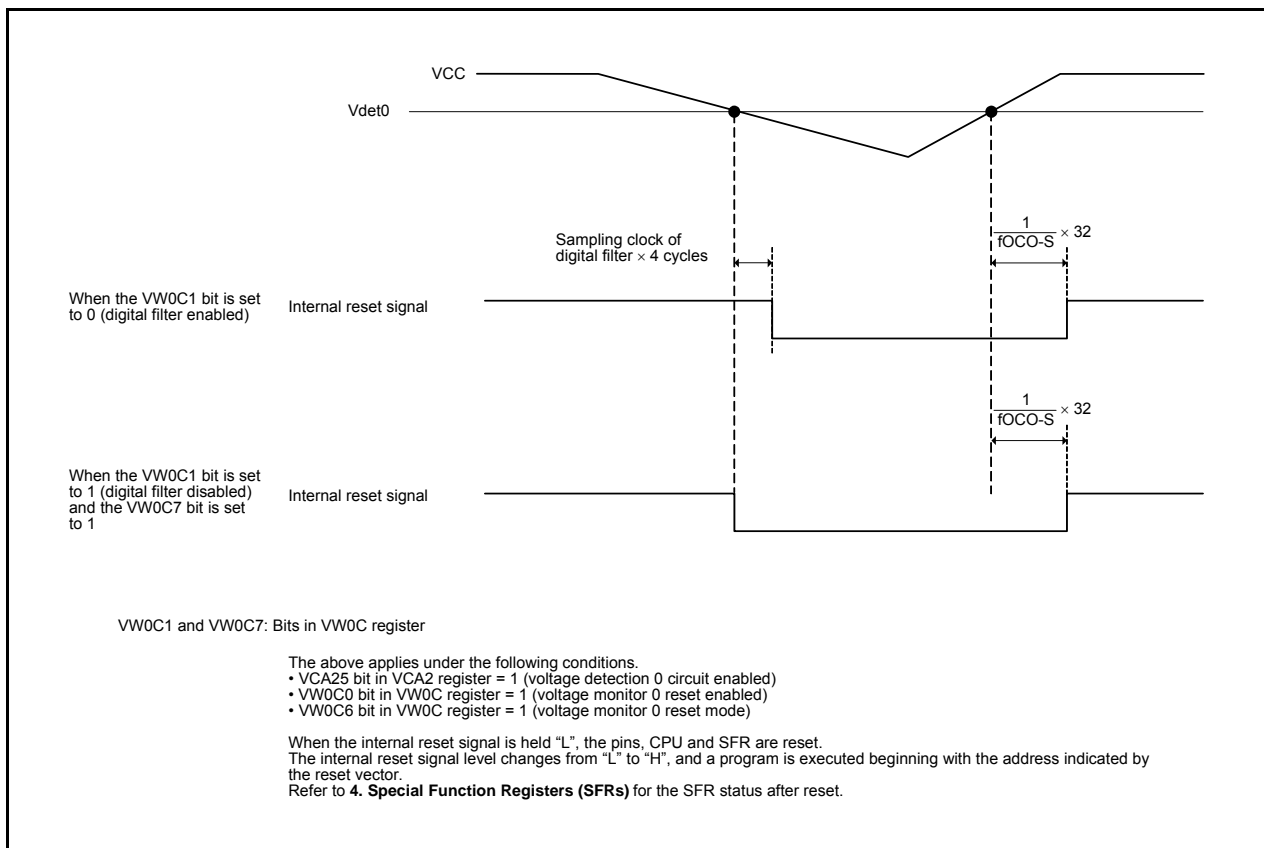 VCC
Vdet0
Sampling clock of
digital filter × 4 cycles
1
fOCO-S
× 32
When the VW0C1 bit is set
to 0 (digital filter enabled)
Internal reset signal
1
fOCO-S
× 32
When the VW0C1 bit is set
to 1 (digital filter disabled)
and the VW0C7 bit is set
to 1
Internal reset signal
VW0C1 and VW0C7: Bits in VW0C register
The above applies under the following conditions.
• VCA25 bit in VCA2 register = 1 (voltage detection 0 circuit enabled)
• VW0C0 bit in VW0C register = 1 (voltage monitor 0 reset enabled)
• VW0C6 bit in VW0C register = 1 (voltage monitor 0 reset mode)
When the internal reset signal is held “L”, the pins, CPU and SFR are reset.
The internal reset signal level changes from “L” to “H”, and a program is executed beginning with the address indicated by
the reset vector.
Refer to 4. Special Function Registers (SFRs) for the SFR status after reset.